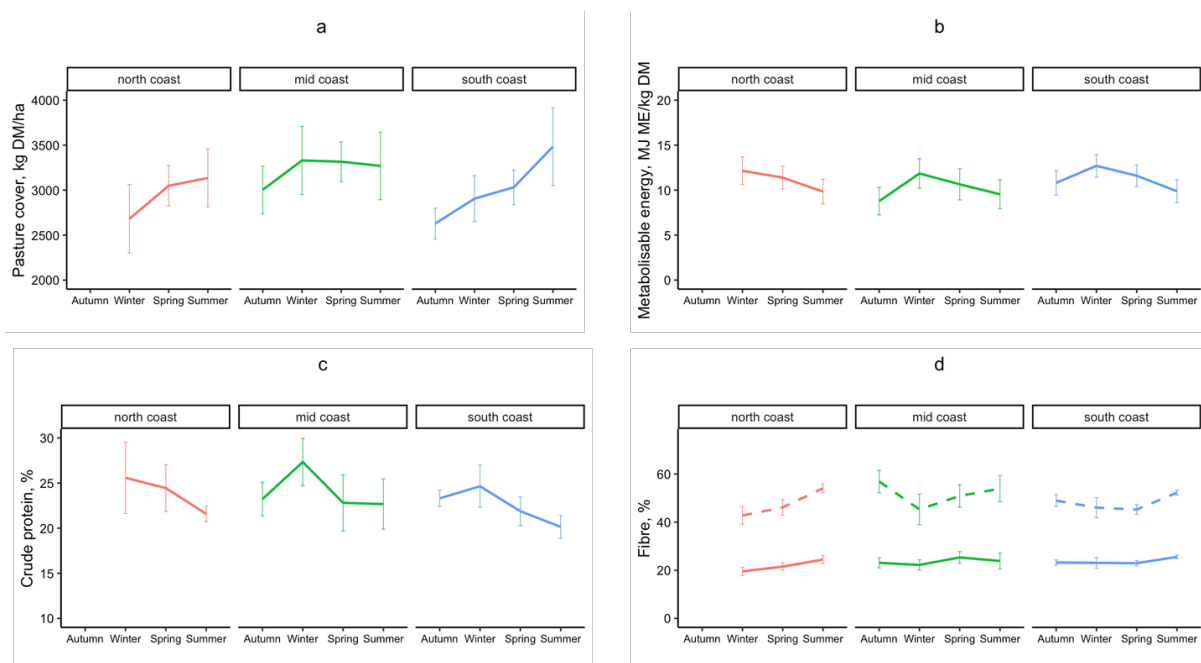 a
north coast mid coast south coast
Pasture cover, kg DM/ha
4000
3500
3000
2500
2000
Autumn Winter Spring Summer Autumn Winter Spring Summer Autumn Winter Spring Summer
b
north coast mid coast south coast
Metabolisable energy, MJ ME/kg DM
20
15
10
5
0
Autumn Winter Spring Summer Autumn Winter Spring Summer Autumn Winter Spring Summer
c
north coast mid coast south coast
Crude protein, %
30
25
20
15
10
Autumn Winter Spring Summer Autumn Winter Spring Summer Autumn Winter Spring Summer
d
north coast mid coast south coast
Fibre, %
60
40
20
0
Autumn Winter Spring Summer Autumn Winter Spring Summer Autumn Winter Spring Summer